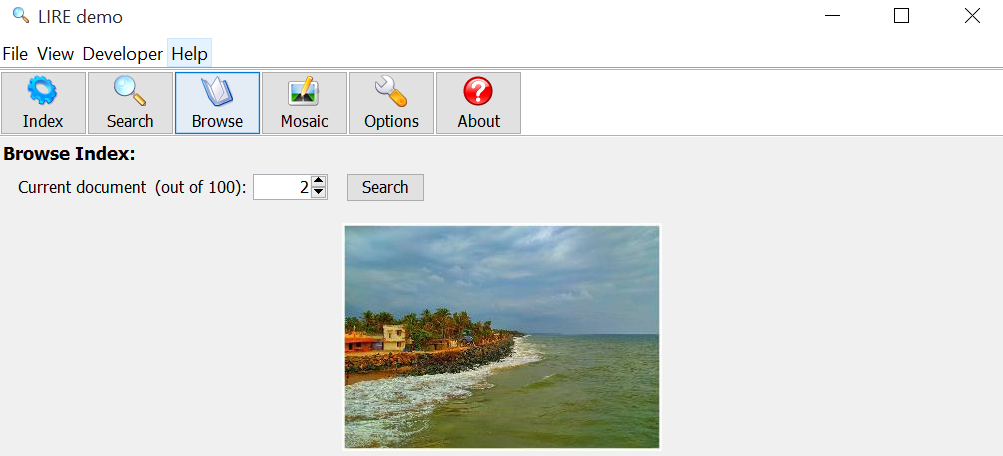 LIRE demo
File View Developer Help
Index Search Browse Mosaic Options About
Browse Index:
Current document (out of 100): 2 Search